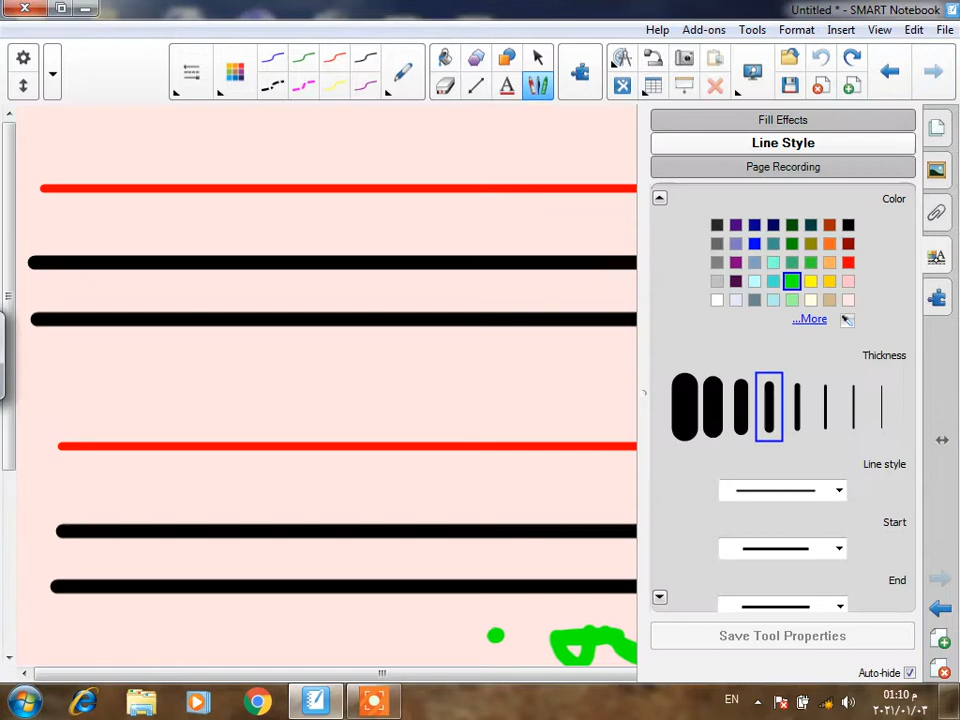 Untitled * - SMART Notebook
Help Add-ons Tools Format Insert View Edit File
Fill Effects
Line Style
Page Recording
Color
...More
Thickness
Line style
Start
End
Save Tool Properties
Auto-hide
EN
01:10 م
٢٠٢١/٠١/٠٣